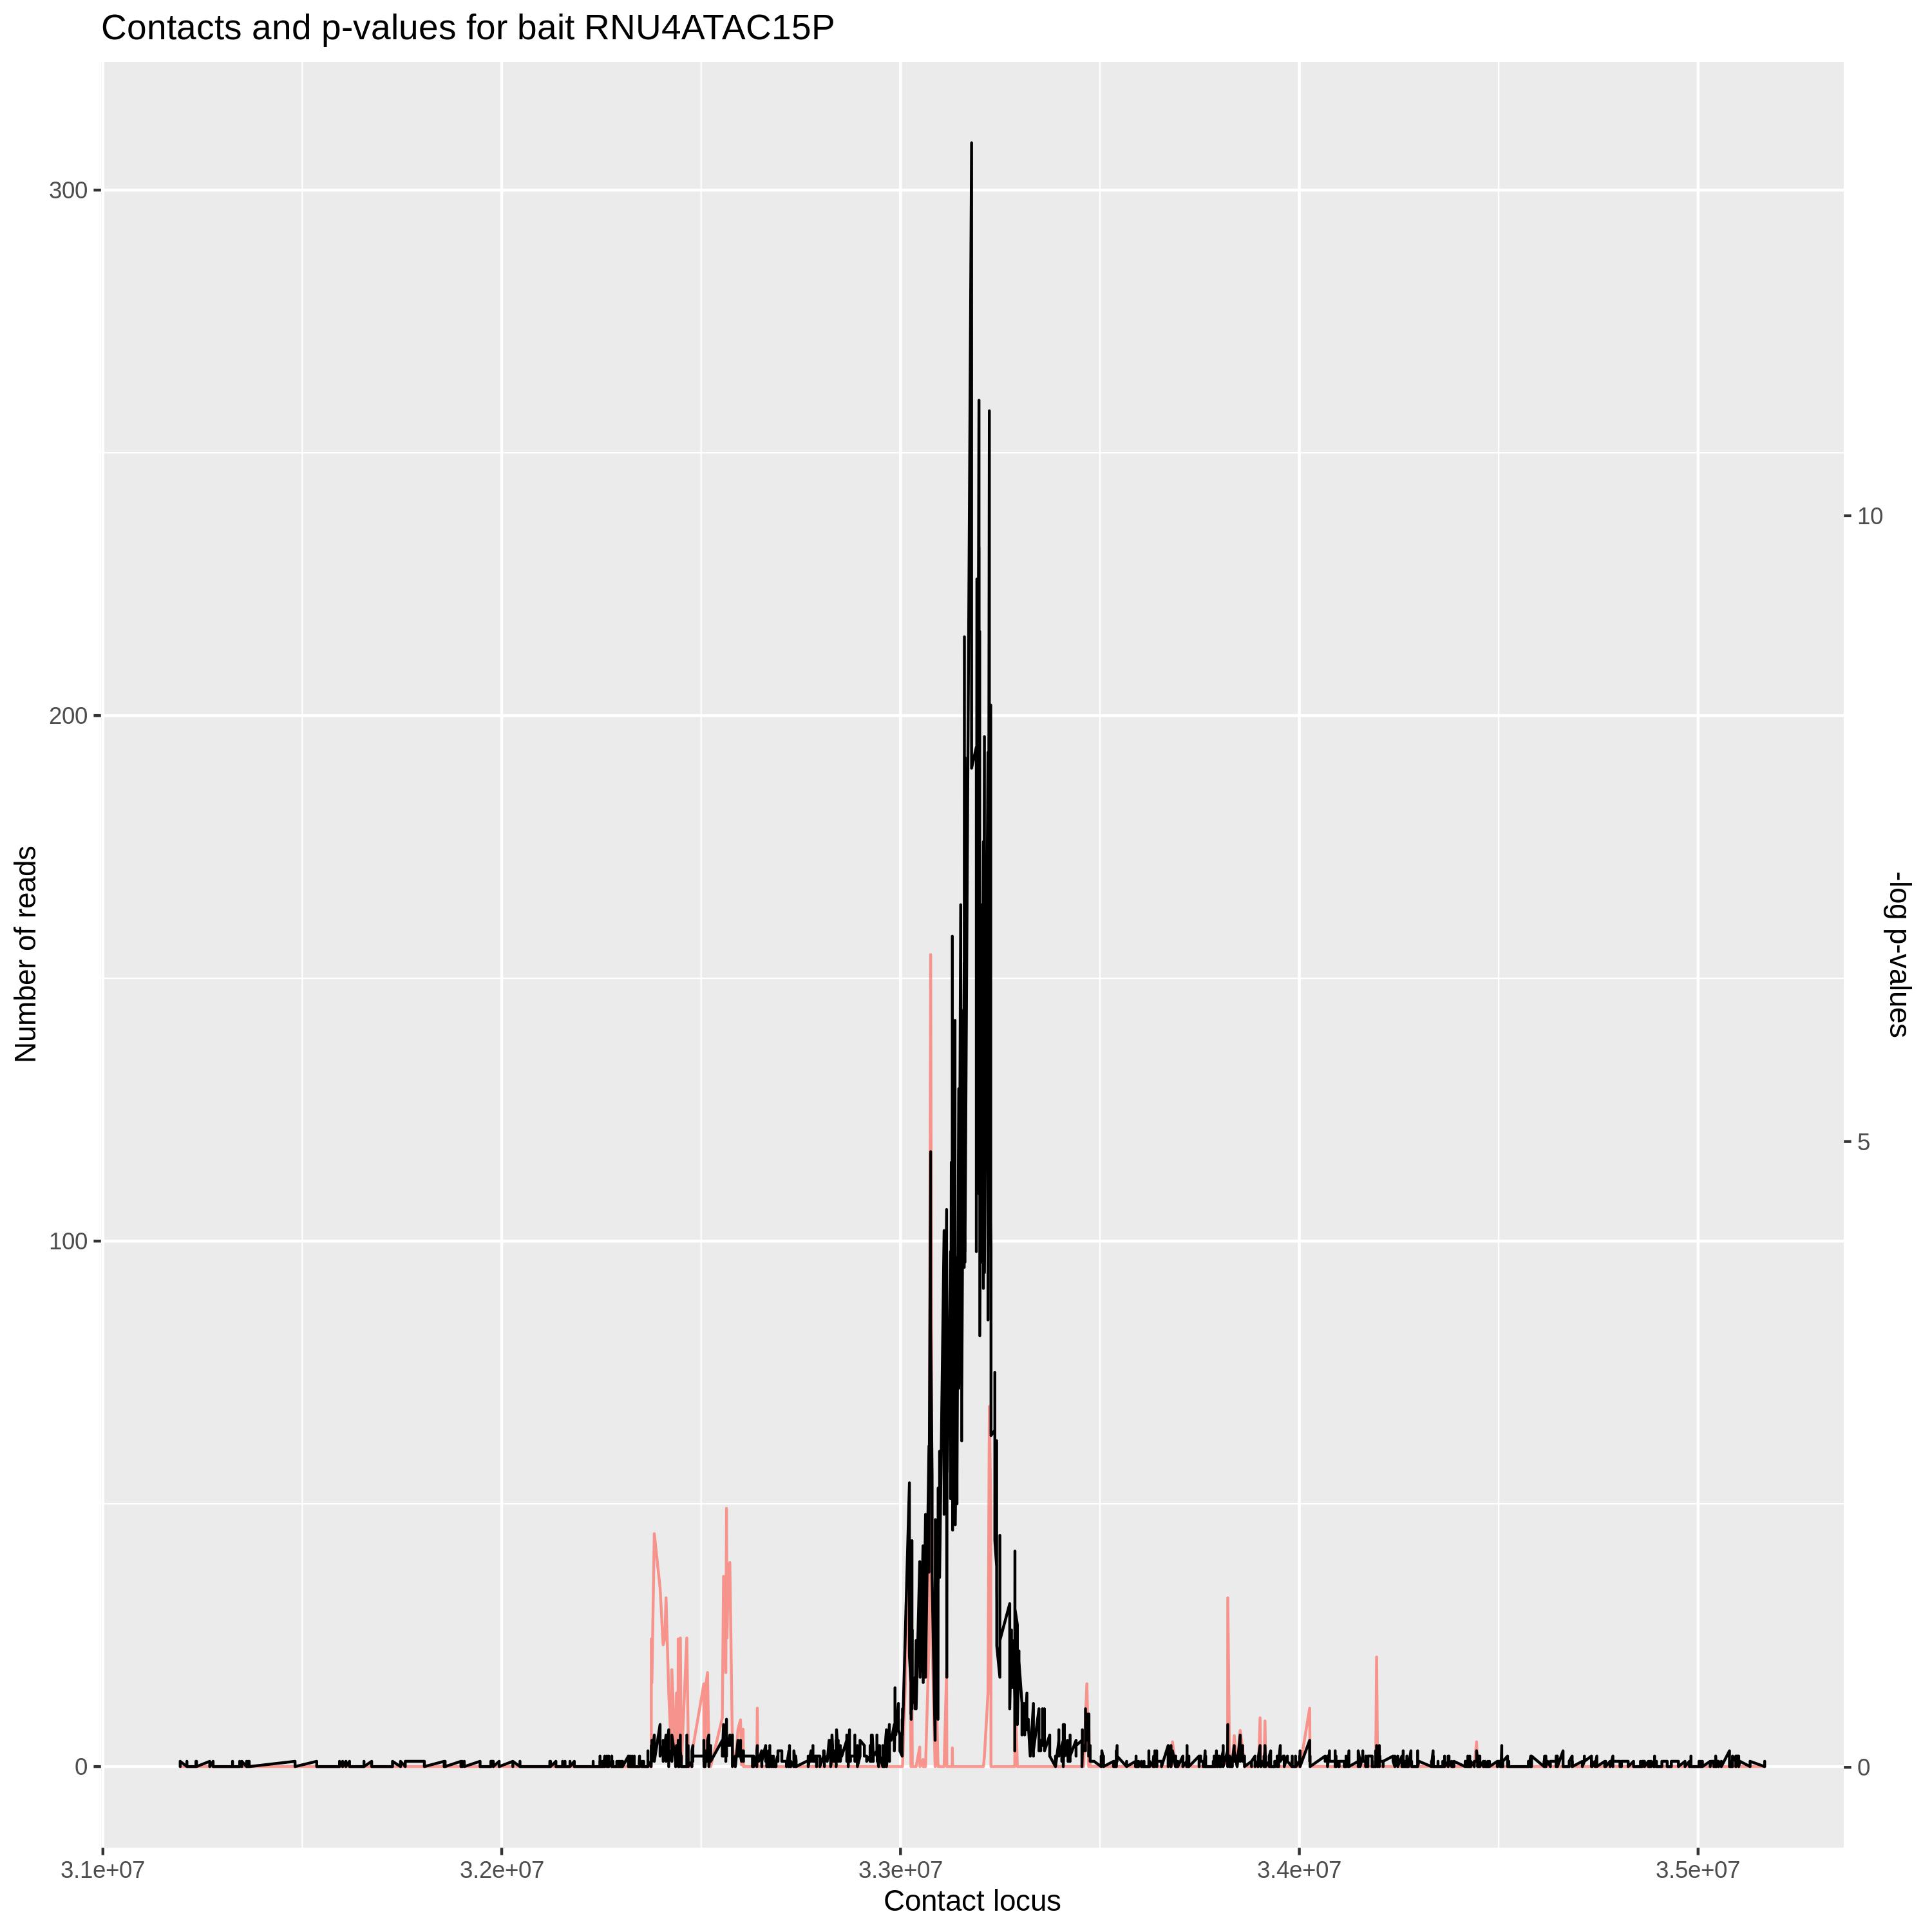 Contacts and p-values for bait RNU4ATAC15P
300
200
100
0
10
5
0
Number of reads
-log p-values
3.1e+07 3.2e+07 3.3e+07 3.4e+07 3.5e+07
Contact locus